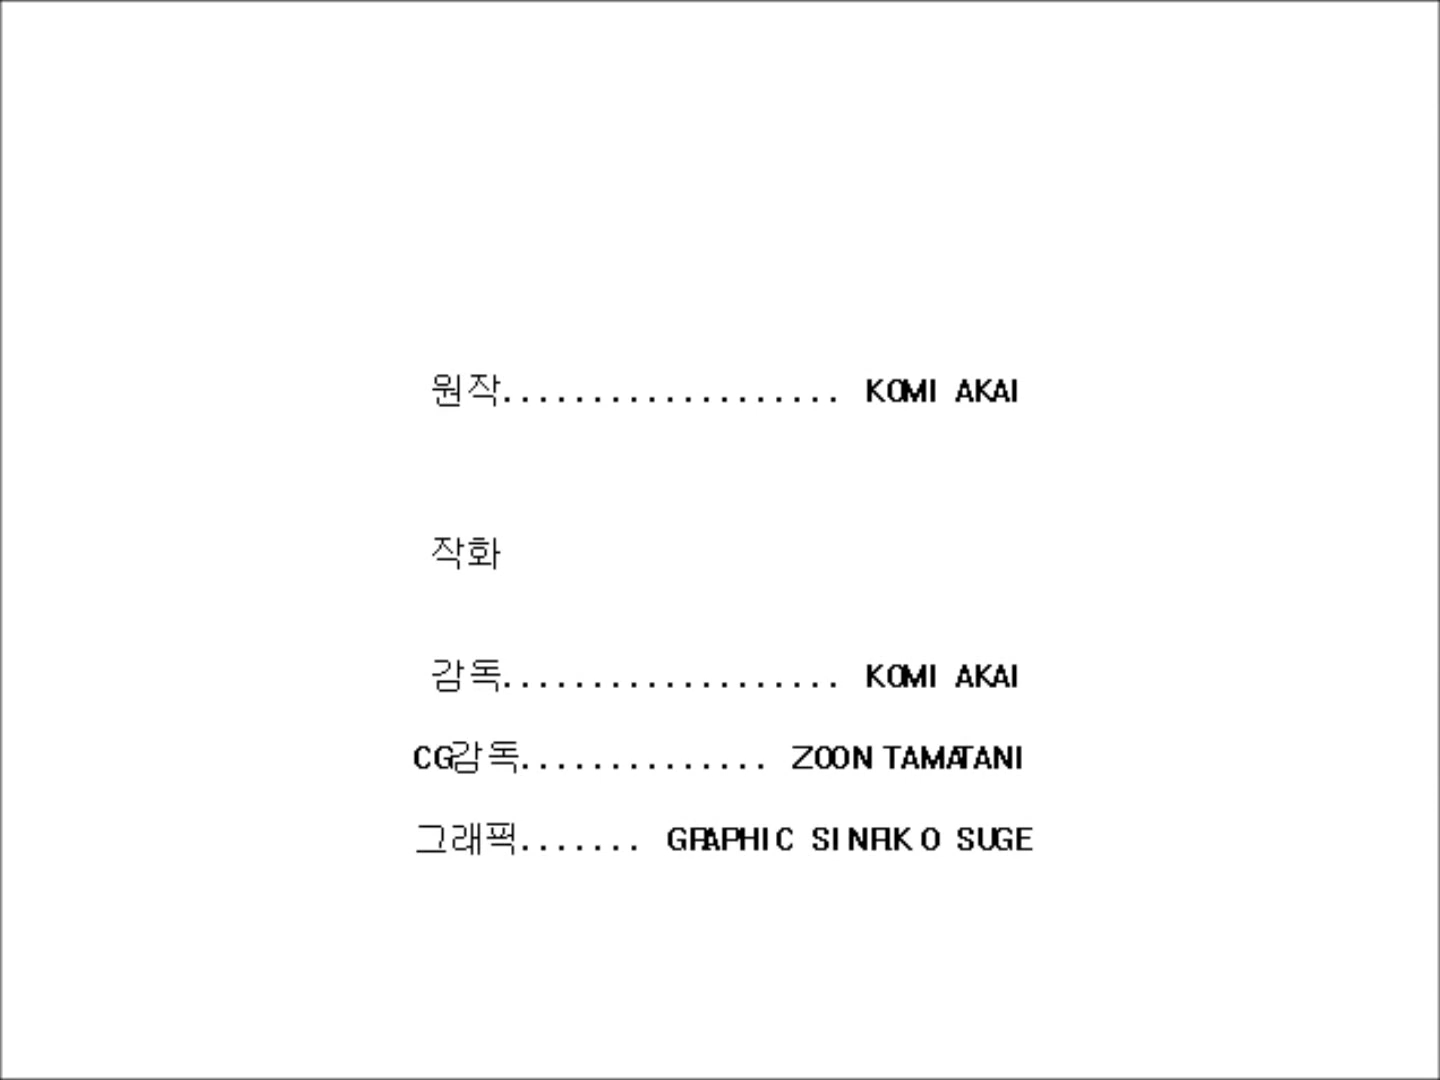 원작................... KOMI AKAI
작화
감독................... KOMI AKAI
CG감독.............. ZOON TAMATANI
그래픽....... GRAPHIC SINRIKO SUGE